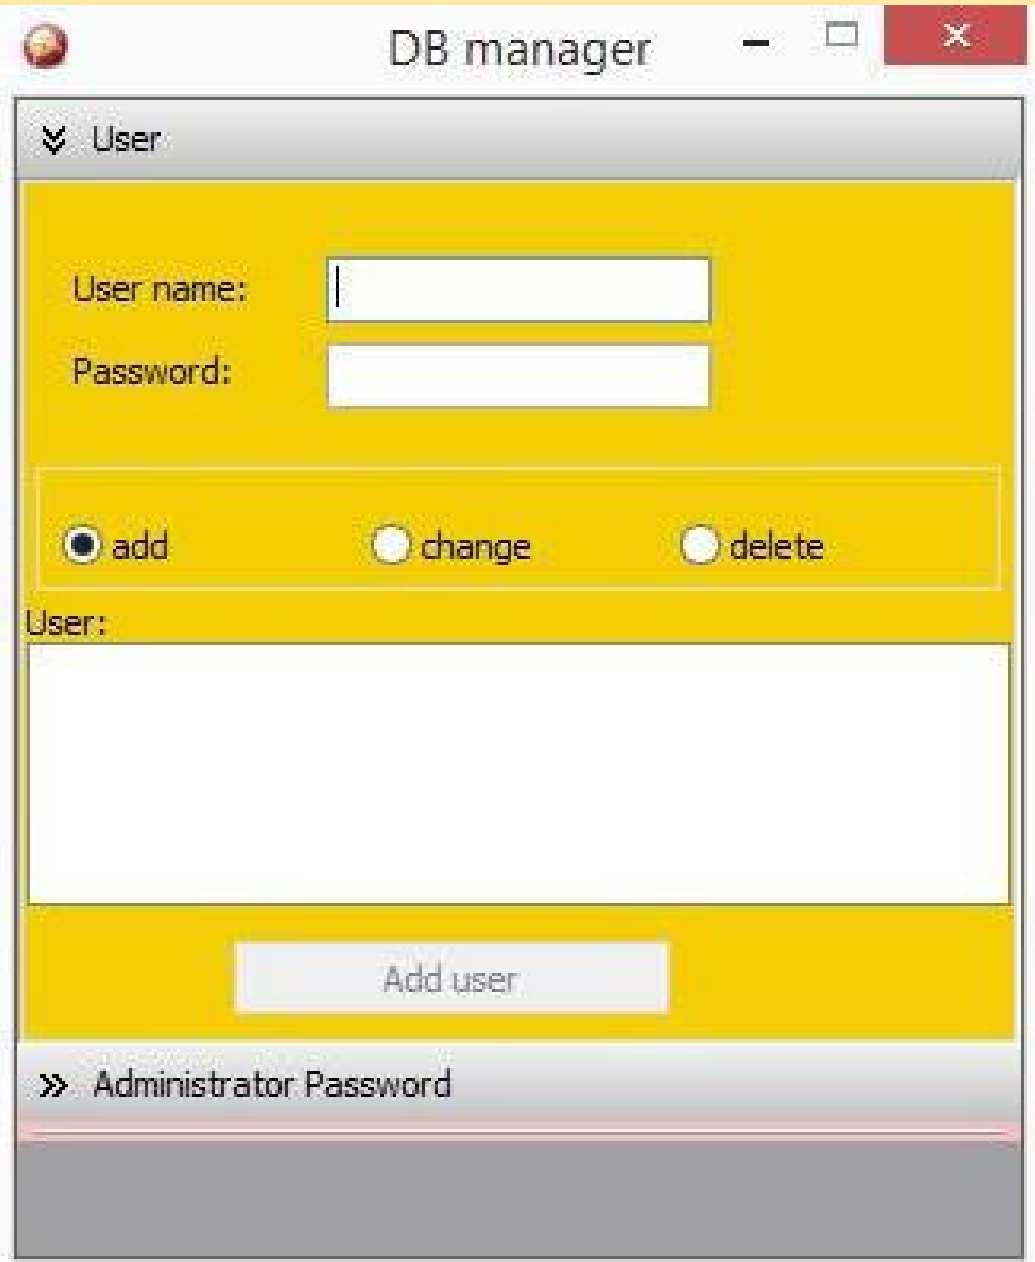 DB manager
User
User name:
Password:
add change delete
User:
Add user
Administrator Password